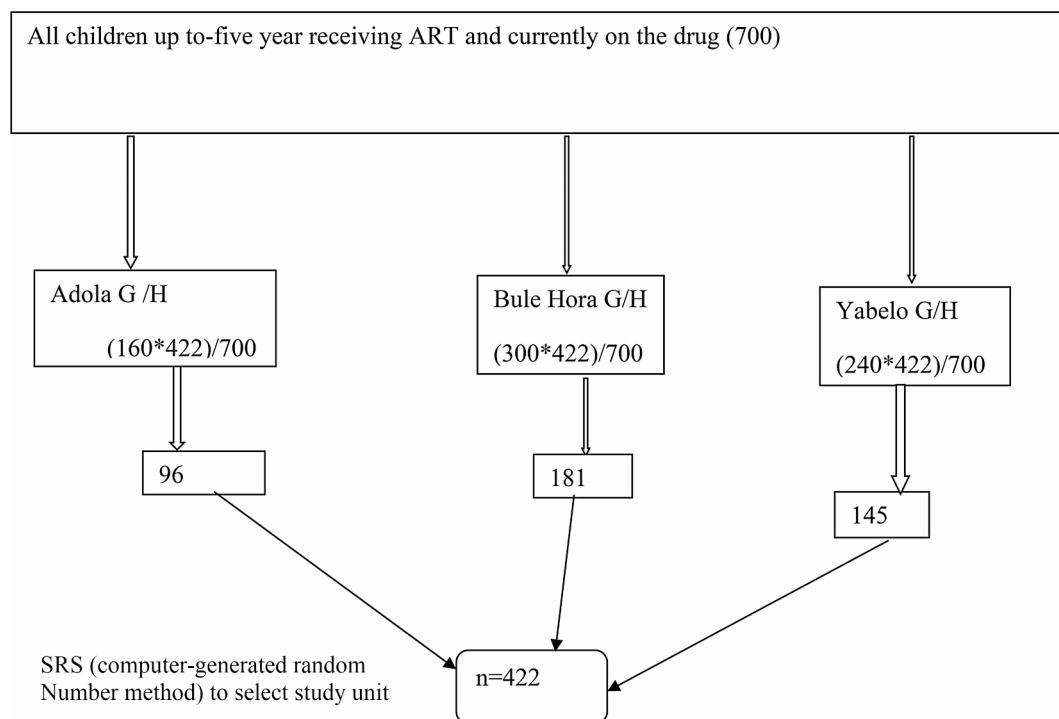 All children up to-five year receiving ART and currently on the drug (700)
Adola G /H
(160*422)/700
Bule Hora G/H
(300*422)/700
Yabelo G/H
(240*422)/700
96
181
145
SRS (computer-generated random
Number method) to select study unit
n=422